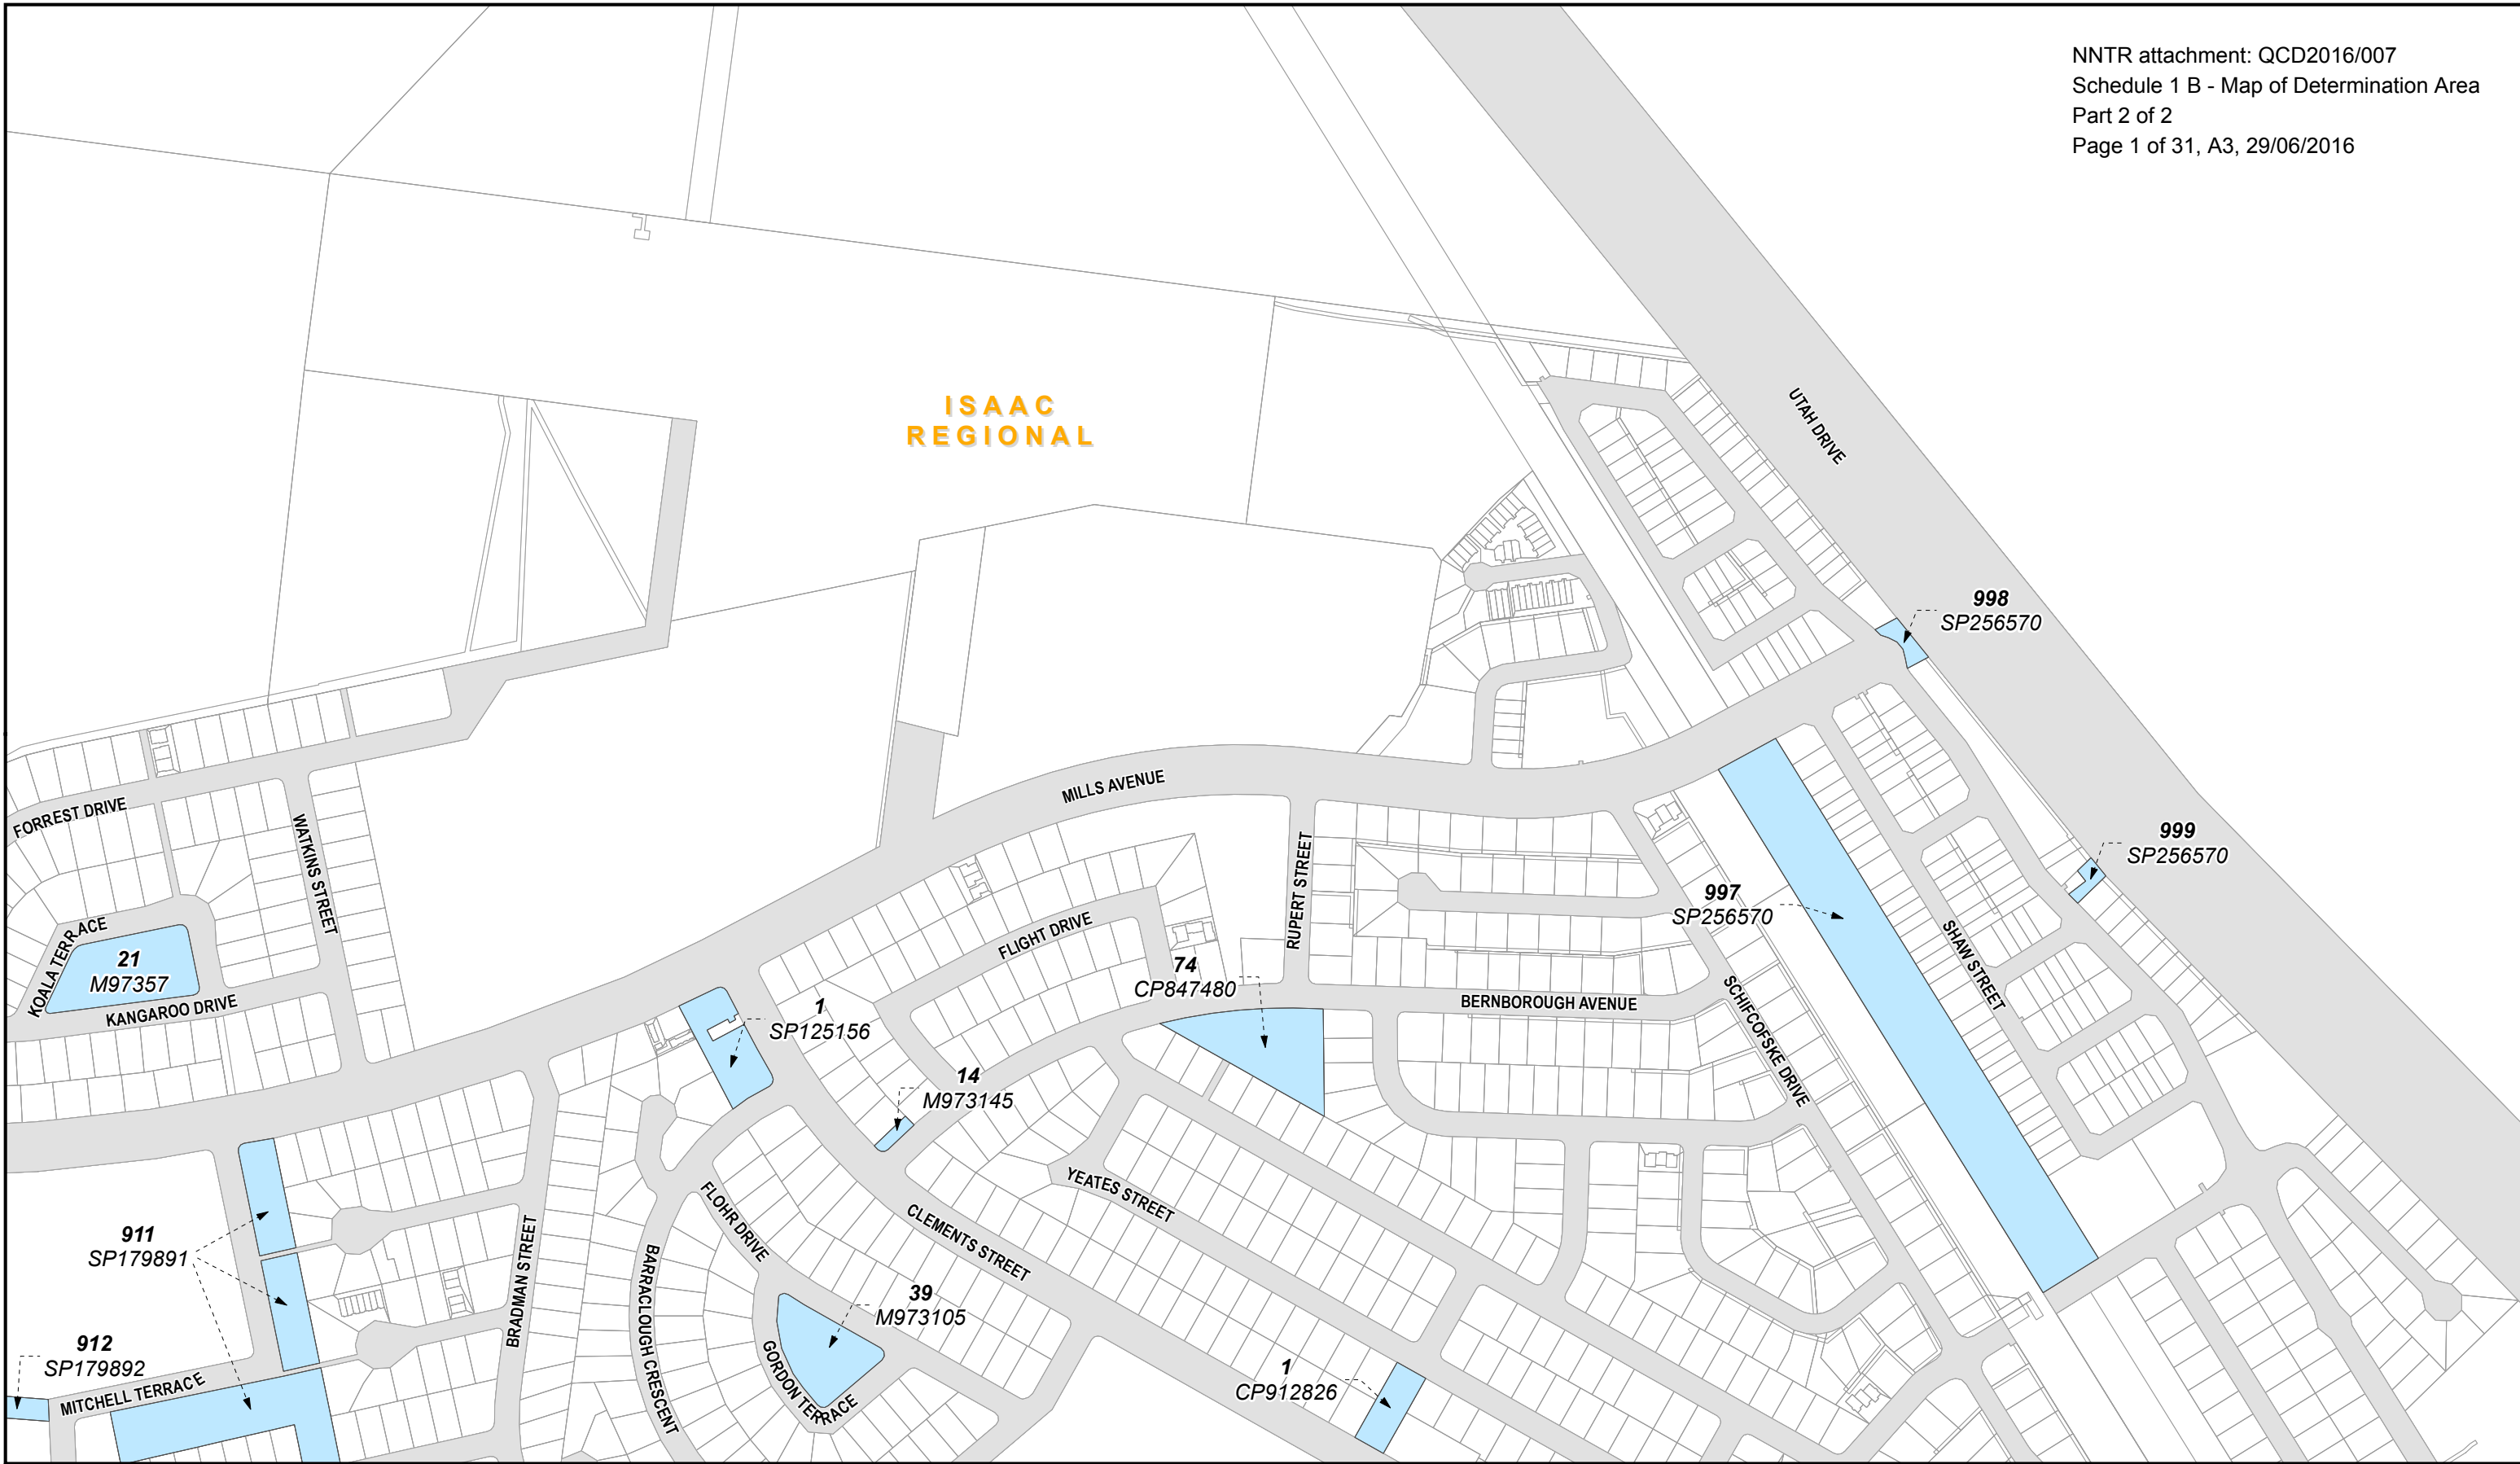 NNTR attachment: QCD2016/007
Schedule 1 B - Map of Determination Area
Part 2 of 2
Page 1 of 31, A3, 29/06/2016
ISAAC
REGIONAL
UTAH DRIVE
998
SP256570
MILLS AVENUE
FORREST DRIVE
WATKINS STREET
RUPERT STREET
999
SP256570
997
SP256570
FLIGHT DRIVE
KOALA TERRACE
21
M97357
KANGAROO DRIVE
74
CP847480
BERNBOROUGH AVENUE
SHAW STREET
SCHIFCOFSKE DRIVE
1
SP125156
14
M973145
YEATES STREET
FLOHR DRIVE
CLEMENTS STREET
911
SP179891
BRADMAN STREET
BARRACLOUGH CRESCENT
39
M973105
GORDON TERRACE
912
SP179892
MITCHELL TERRACE
1
CP912826